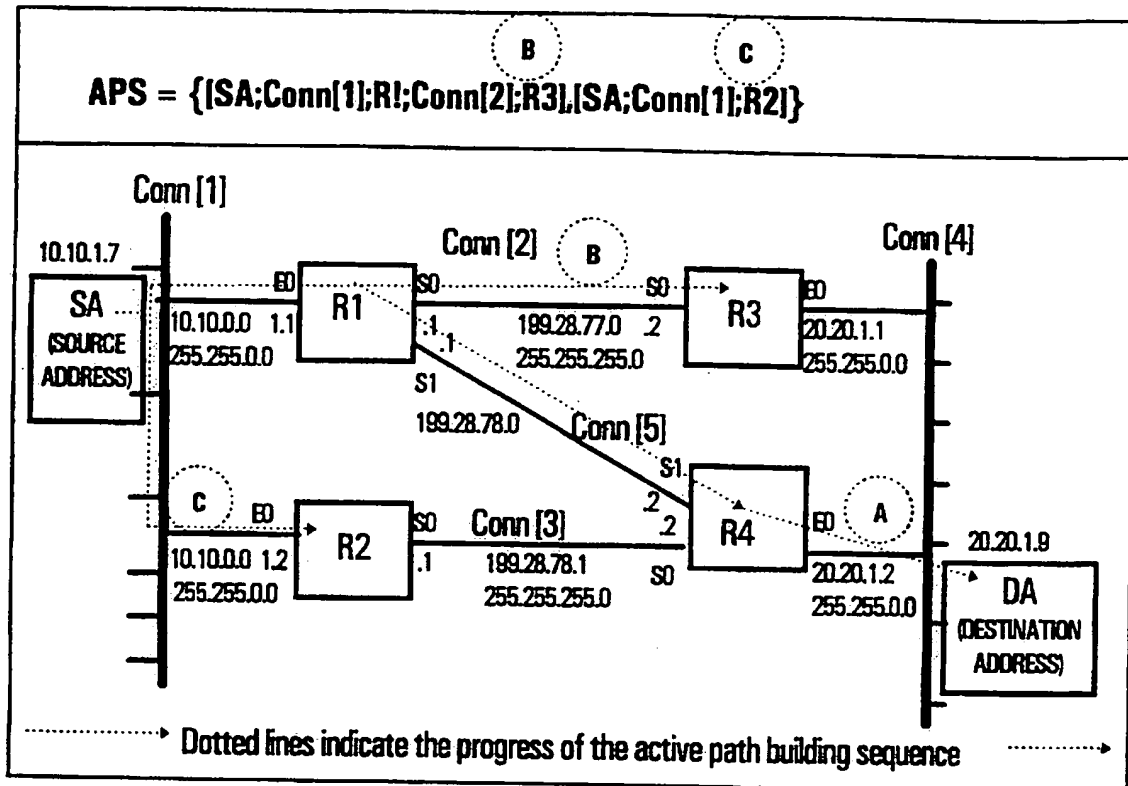 B
C
APS = {[SA;Conn[1];R!;Conn[2];R3],[SA;Conn[1];R2]}
Conn [1]
10.10.1.7
Conn [2]
B
Conn [4]
SA
(SOURCE
ADDRESS)
E0
R1
S0
S0
R3
E0
10.10.0.0 1.1
255.255.0.0
.1
.1
199.28.77.0
.2
255.255.255.0
20.20.1.1
255.255.0.0
S1
199.28.78.0
Conn [5]
S1
C
E0
R2
S0
Conn [3]
.2
.2
R4
E0
A
10.10.0.0 1.2
255.255.0.0
.1
199.28.78.1
255.255.255.0
S0
20.20.1.2
255.255.0.0
20.20.1.9
DA
(DESTINATION
ADDRESS)
Dotted lines indicate the progress of the active path building sequence